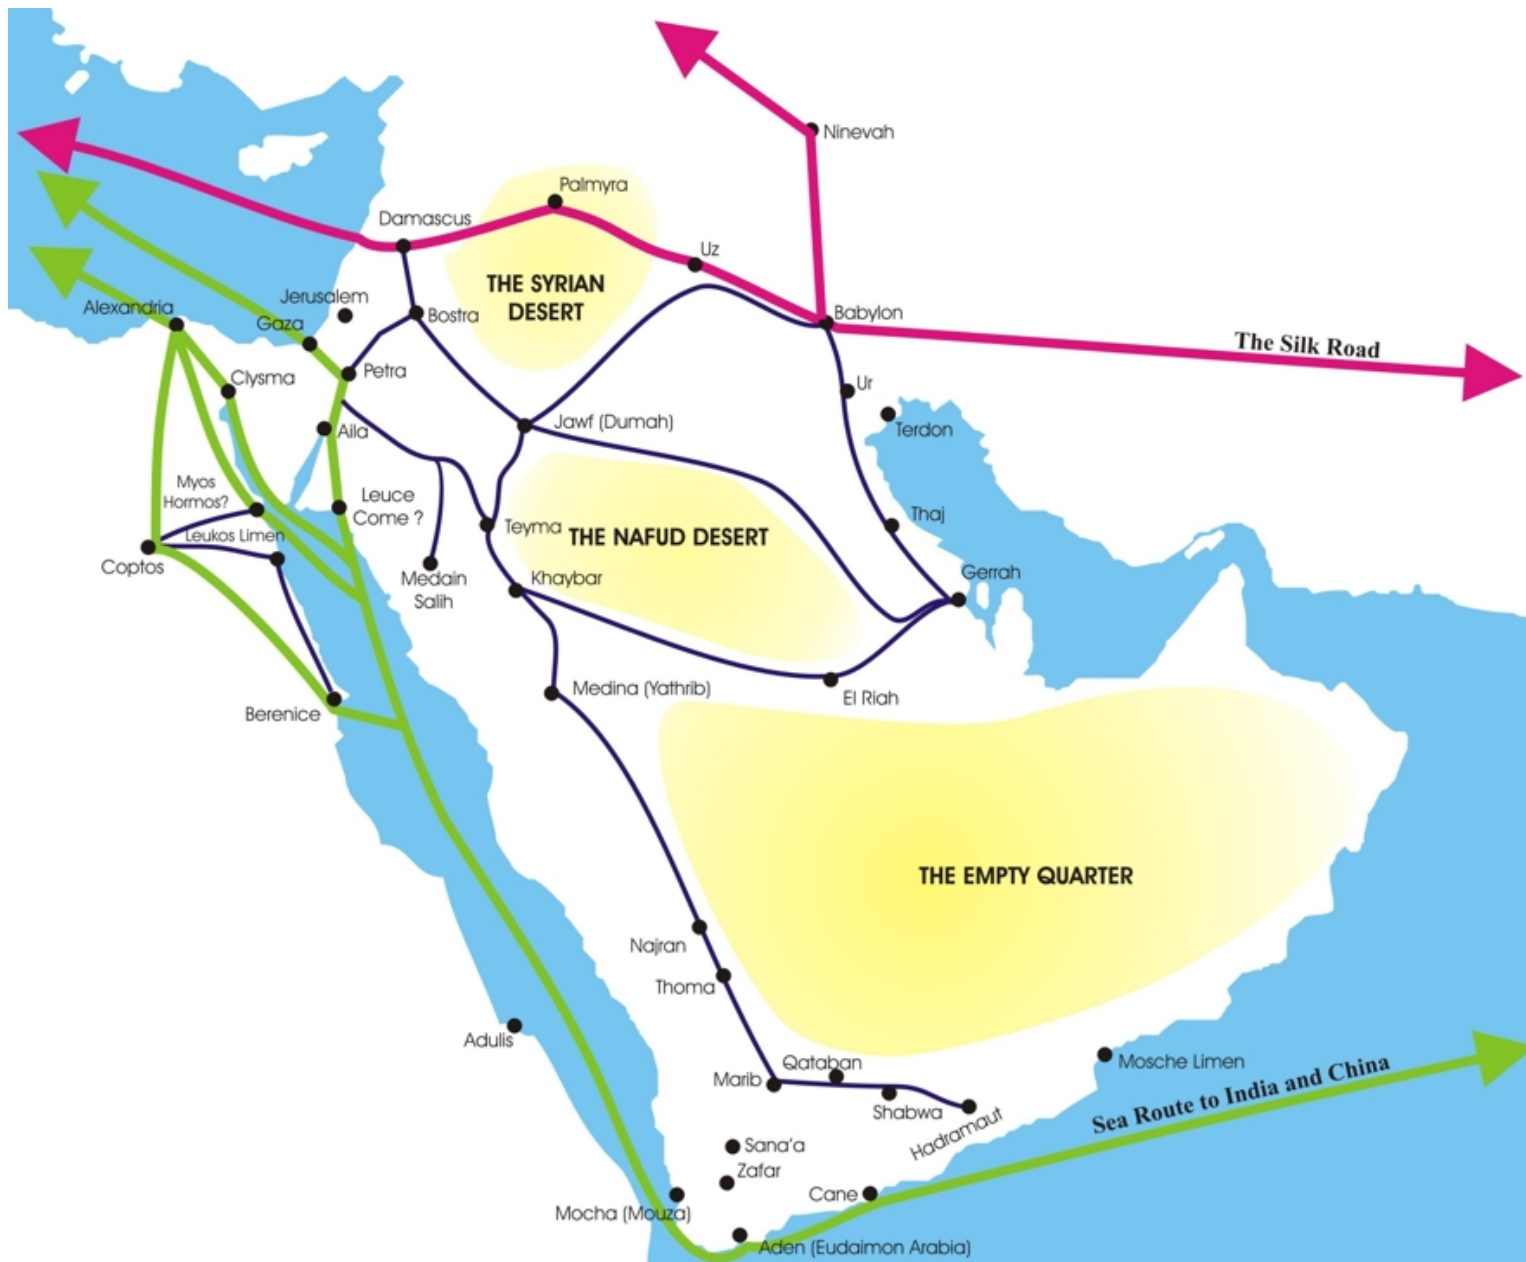 Ninevah
Palmyra
Damascus
Uz
THE SYRIAN
DESERT
Jerusalem
Alexandria
Gaza
Bostra
Babylon
The Silk Road
Petra
Clysma
Ur
Jawf (Dumah)
Terdon
Aila
Myos
Hormos?
Leuce
Come ?
Thaj
Teyma
THE NAFUD DESERT
Leukos Limen
Coptos
Medain
Salih
Khaybar
Gerrah
Medina (Yathrib)
El Riah
Berenice
THE EMPTY QUARTER
Najran
Thoma
Adulis
Qataban
Marib
Mosche Limen
Shabwa
Hadramaut
Sea Route to India and China
Sana'a
Zafar
Cane
Mocha (Mouza)
Aden (Eudaimon Arabia)